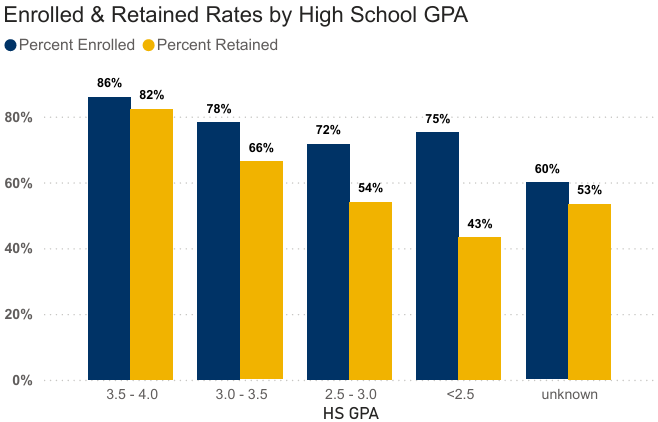 Enrolled & Retained Rates by High School GPA
Percent Enrolled Percent Retained
86% 82% 78% 66% 72% 54% 75% 43% 60% 53%
80%
60%
40%
20%
0%
3.5 - 4.0 3.0 - 3.5 2.5 - 3.0 <2.5 unknown
HS GPA